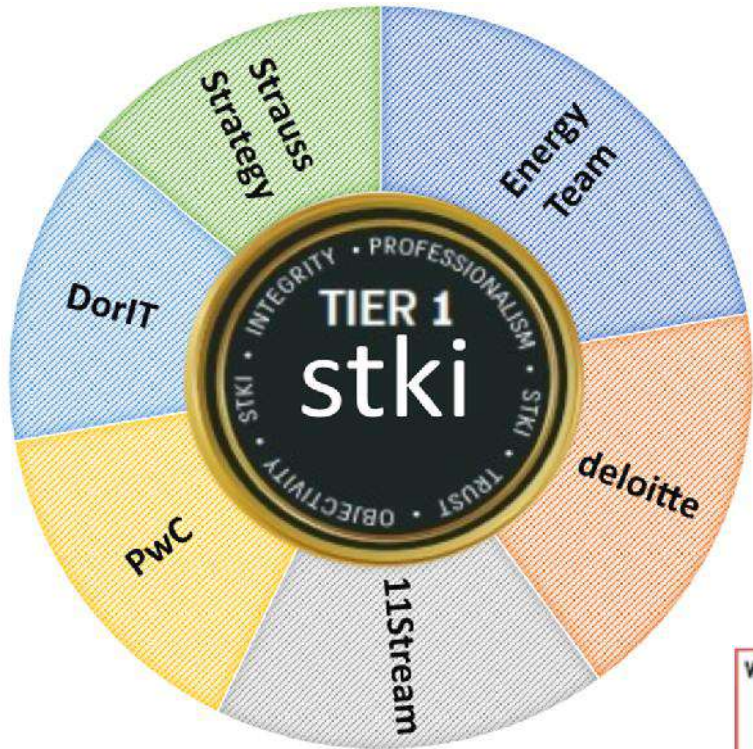 Strauss
Strategy
Energy
Team
DorIT
deloitte
PwC
11Stream
TIER 1
stki
STKI • INTEGRITY • PROFESSIONALISM • STKI • TRUST • OBJECTIVITY •